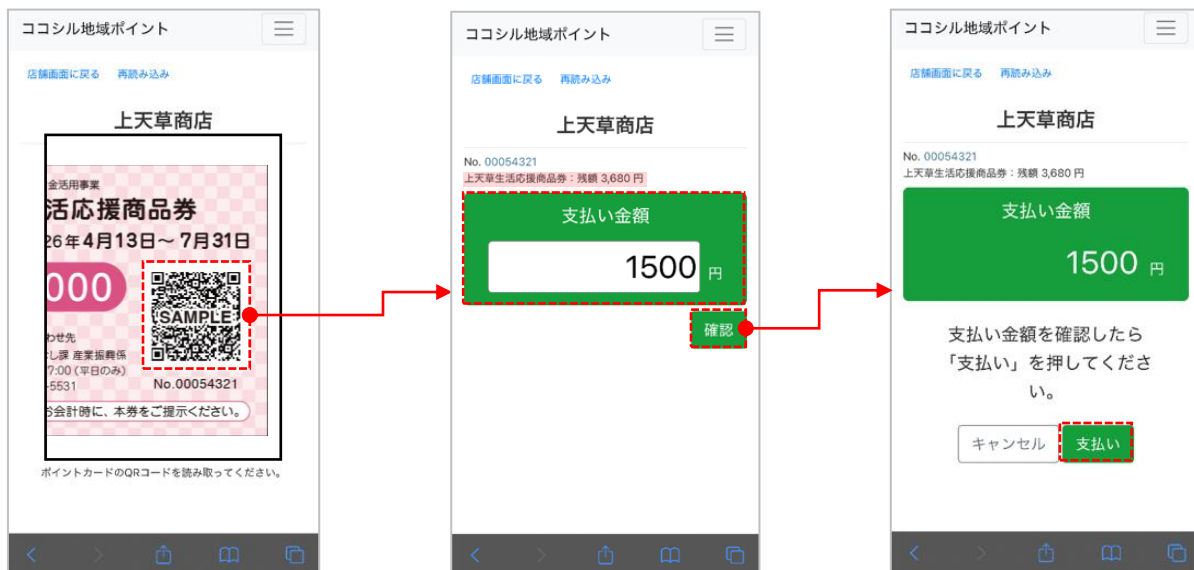 ココシル地域ポイント
店舗画面に戻る 再読み込み
上天草商店
金活用事業
活応援商品券
26年4月13日～7月31日
000
SAMPLE
わせ先
し課 産業振興係
7:00 (平日のみ)
-5531
No.00054321
お会計時に、本券をご提示ください。
ポイントカードのQRコードを読み取ってください。
ココシル地域ポイント
店舗画面に戻る 再読み込み
上天草商店
No. 00054321
上天草生活応援商品券：残額 3,680 円
支払い金額
1500 円
確認
ココシル地域ポイント
店舗画面に戻る 再読み込み
上天草商店
No. 00054321
上天草生活応援商品券：残額 3,680 円
支払い金額
1500 円
支払い金額を確認したら
「支払い」を押してくださ
い。
キャンセル 支払い